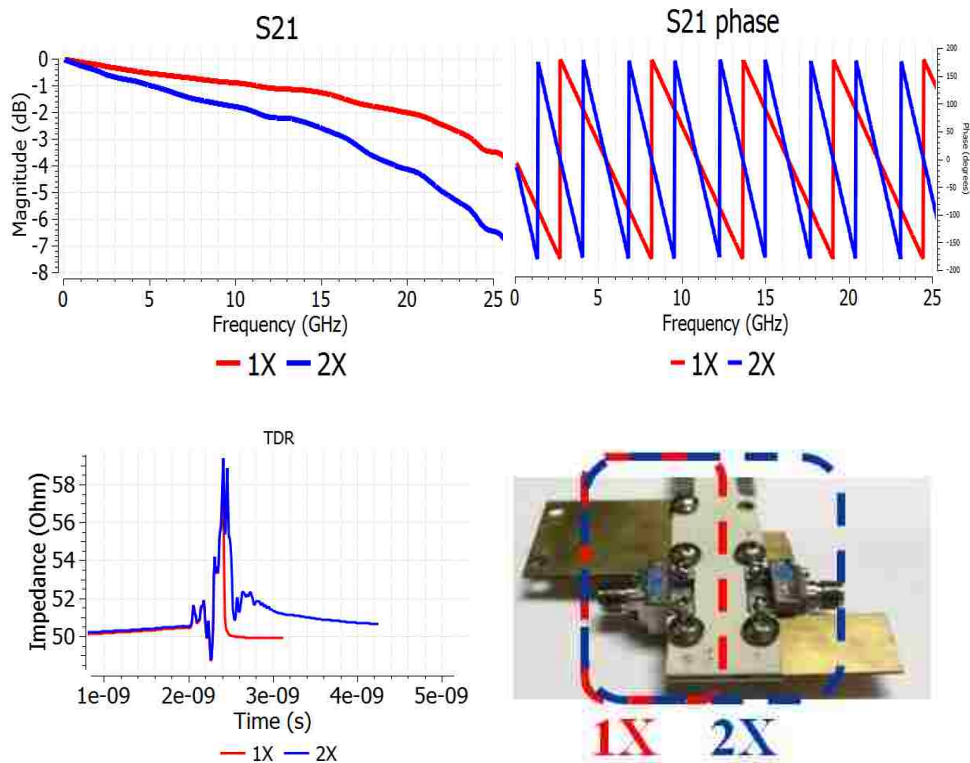 S21
0
-1
-2
-3
-4
-5
-6
-7
-8
Magnitude (dB)
0 5 10 15 20 25
Frequency (GHz)
1X 2X
S21 phase
200
150
100
50
0
-50
-100
-150
-200
Phase (degrees)
0 5 10 15 20 25
Frequency (GHz)
1X 2X
TDR
58
56
54
52
50
Impedance (Ohm)
1e-09 2e-09 3e-09 4e-09 5e-09
Time (s)
1X 2X
1X 2X